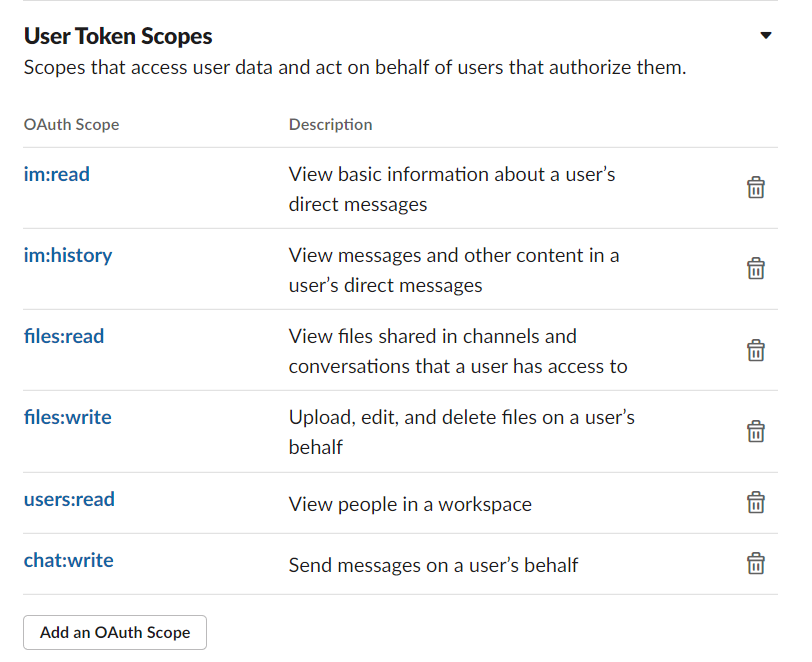 User Token Scopes
Scopes that access user data and act on behalf of users that authorize them.
OAuth Scope Description
im:read View basic information about a user’s
direct messages
im:history View messages and other content in a
user’s direct messages
files:read View files shared in channels and
conversations that a user has access to
files:write Upload, edit, and delete files on a user’s
behalf
users:read View people in a workspace
chat:write Send messages on a user’s behalf
Add an OAuth Scope